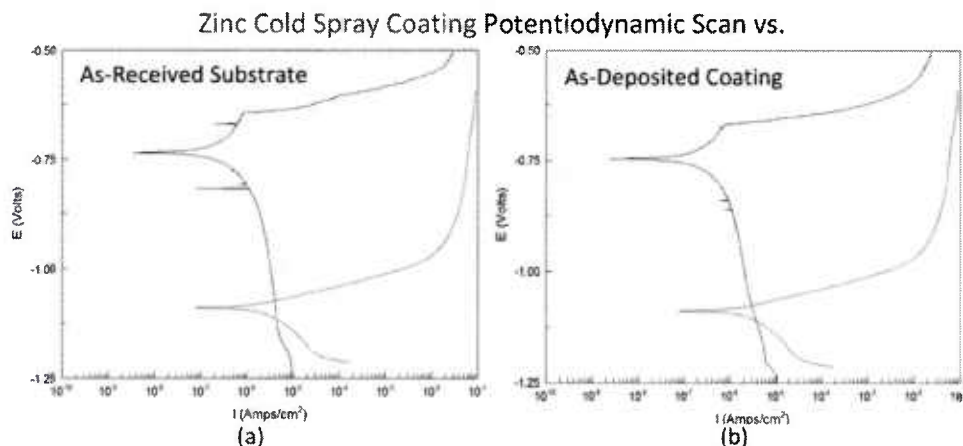 Zinc Cold Spray Coating Potentiodynamic Scan vs.
As-Received Substrate
As-Deposited Coating
-0.50
-0.75
-1.00
-1.25
E (Volts)
I (Amps/cm²)
(a)
-0.50
-0.75
-1.00
-1.25
E (Volts)
I (Amps/cm²)
(b)